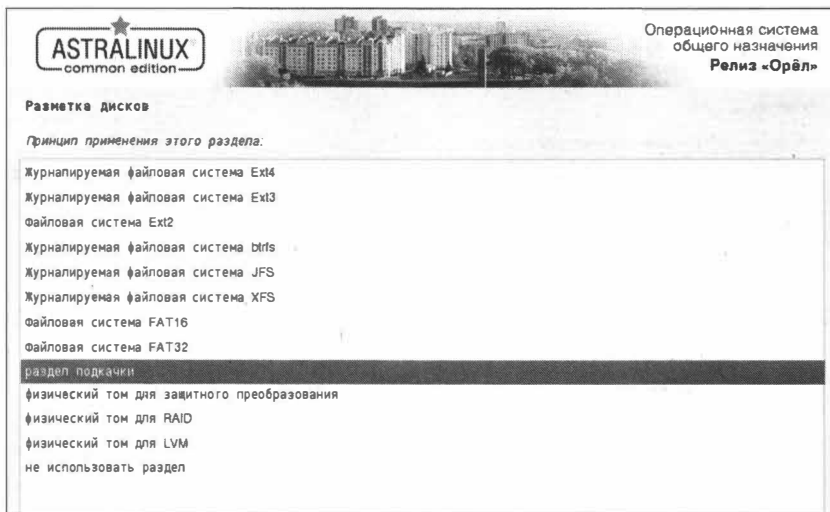 ASTRALINUX
common edition
Операционная система
общего назначения
Релиз «Орёл»
Разметка дисков
Принцип применения этого раздела:
Журналируемая файловая система Ext4
Журналируемая файловая система Ext3
Файловая система Ext2
Журналируемая файловая система btrfs
Журналируемая файловая система JFS
Журналируемая файловая система XFS
Файловая система FAT16
Файловая система FAT32
раздел подкачки
физический том для защитного преобразования
физический том для RAID
физический том для LVM
не использовать раздел